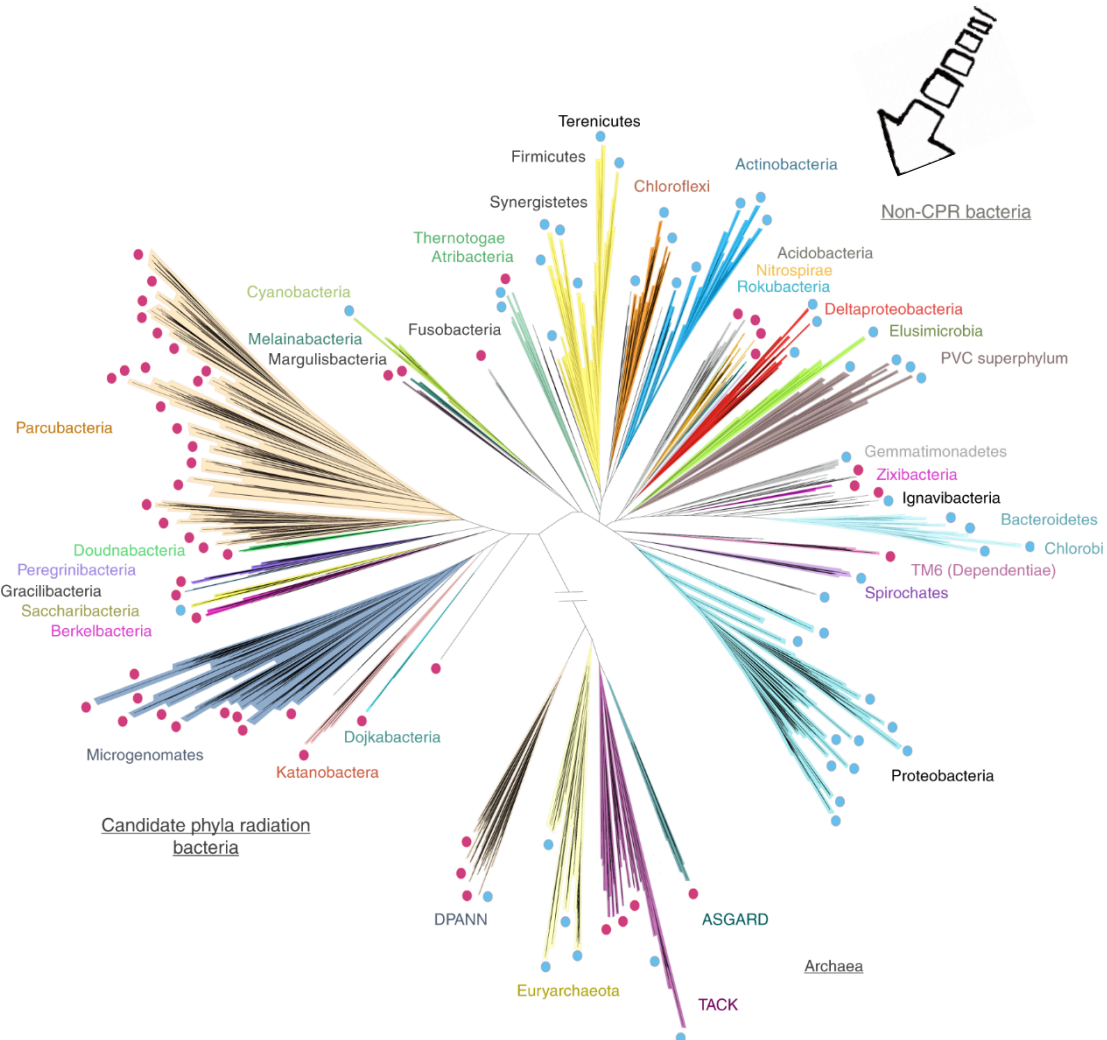 Terenicutes
Firmicutes
Actinobacteria
Chloroflexi
Synergistetes
Non-CPR bacteria
Thernotogae
Atribacteria
Acidobacteria
Nitrospirae
Rokubacteria
Cyanobacteria
Deltaproteobacteria
Fusobacteria
Elusimicrobia
Melainabacteria
Margulisbacteria
PVC superphylum
Parcubacteria
Gemmatimonadetes
Zixibacteria
Ignavibacteria
Bacteroidetes
Chlorobi
Doudnabacteria
Peregrinibacteria
TM6 (Dependentiae)
Gracilibacteria
Spirochates
Saccharibacteria
Berkelbacteria
Dojkabacteria
Microgenomates
Katanobactera
Proteobacteria
Candidate phyla radiation
bacteria
DPANN
ASGARD
Archaea
Euryarchaeota
TACK